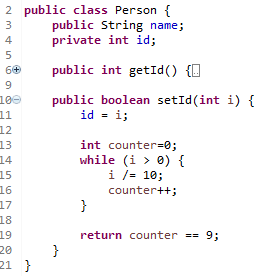 2 public class Person {
3 public String name;
4 private int id;
5
6 public int getId() {
9
10 public boolean setId(int i) {
11 id = i;
12
13 int counter=0;
14 while (i > 0) {
15 i /= 10;
16 counter++;
17 }
18
19 return counter == 9;
20 }
21 }